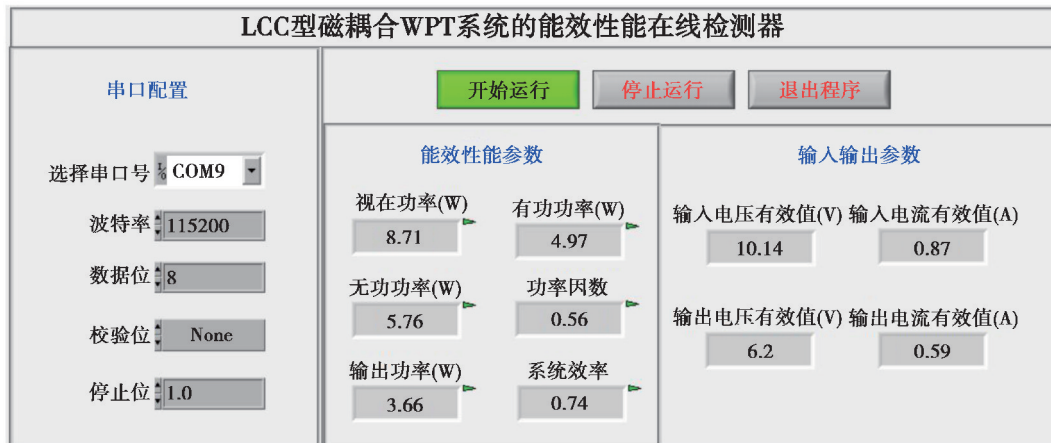 LCC型磁耦合WPT系统的能效性能在线检测器
串口配置
选择串口号 COM9
波特率 115200
数据位 8
校验位 None
停止位 1.0
开始运行 停止运行 退出程序
能效性能参数
视在功率(W) 有功功率(W)
8.71 4.97
无功功率(W) 功率因数
5.76 0.56
输出功率(W) 系统效率
3.66 0.74
输入输出参数
输入电压有效值(V) 输入电流有效值(A)
10.14 0.87
输出电压有效值(V) 输出电流有效值(A)
6.2 0.59